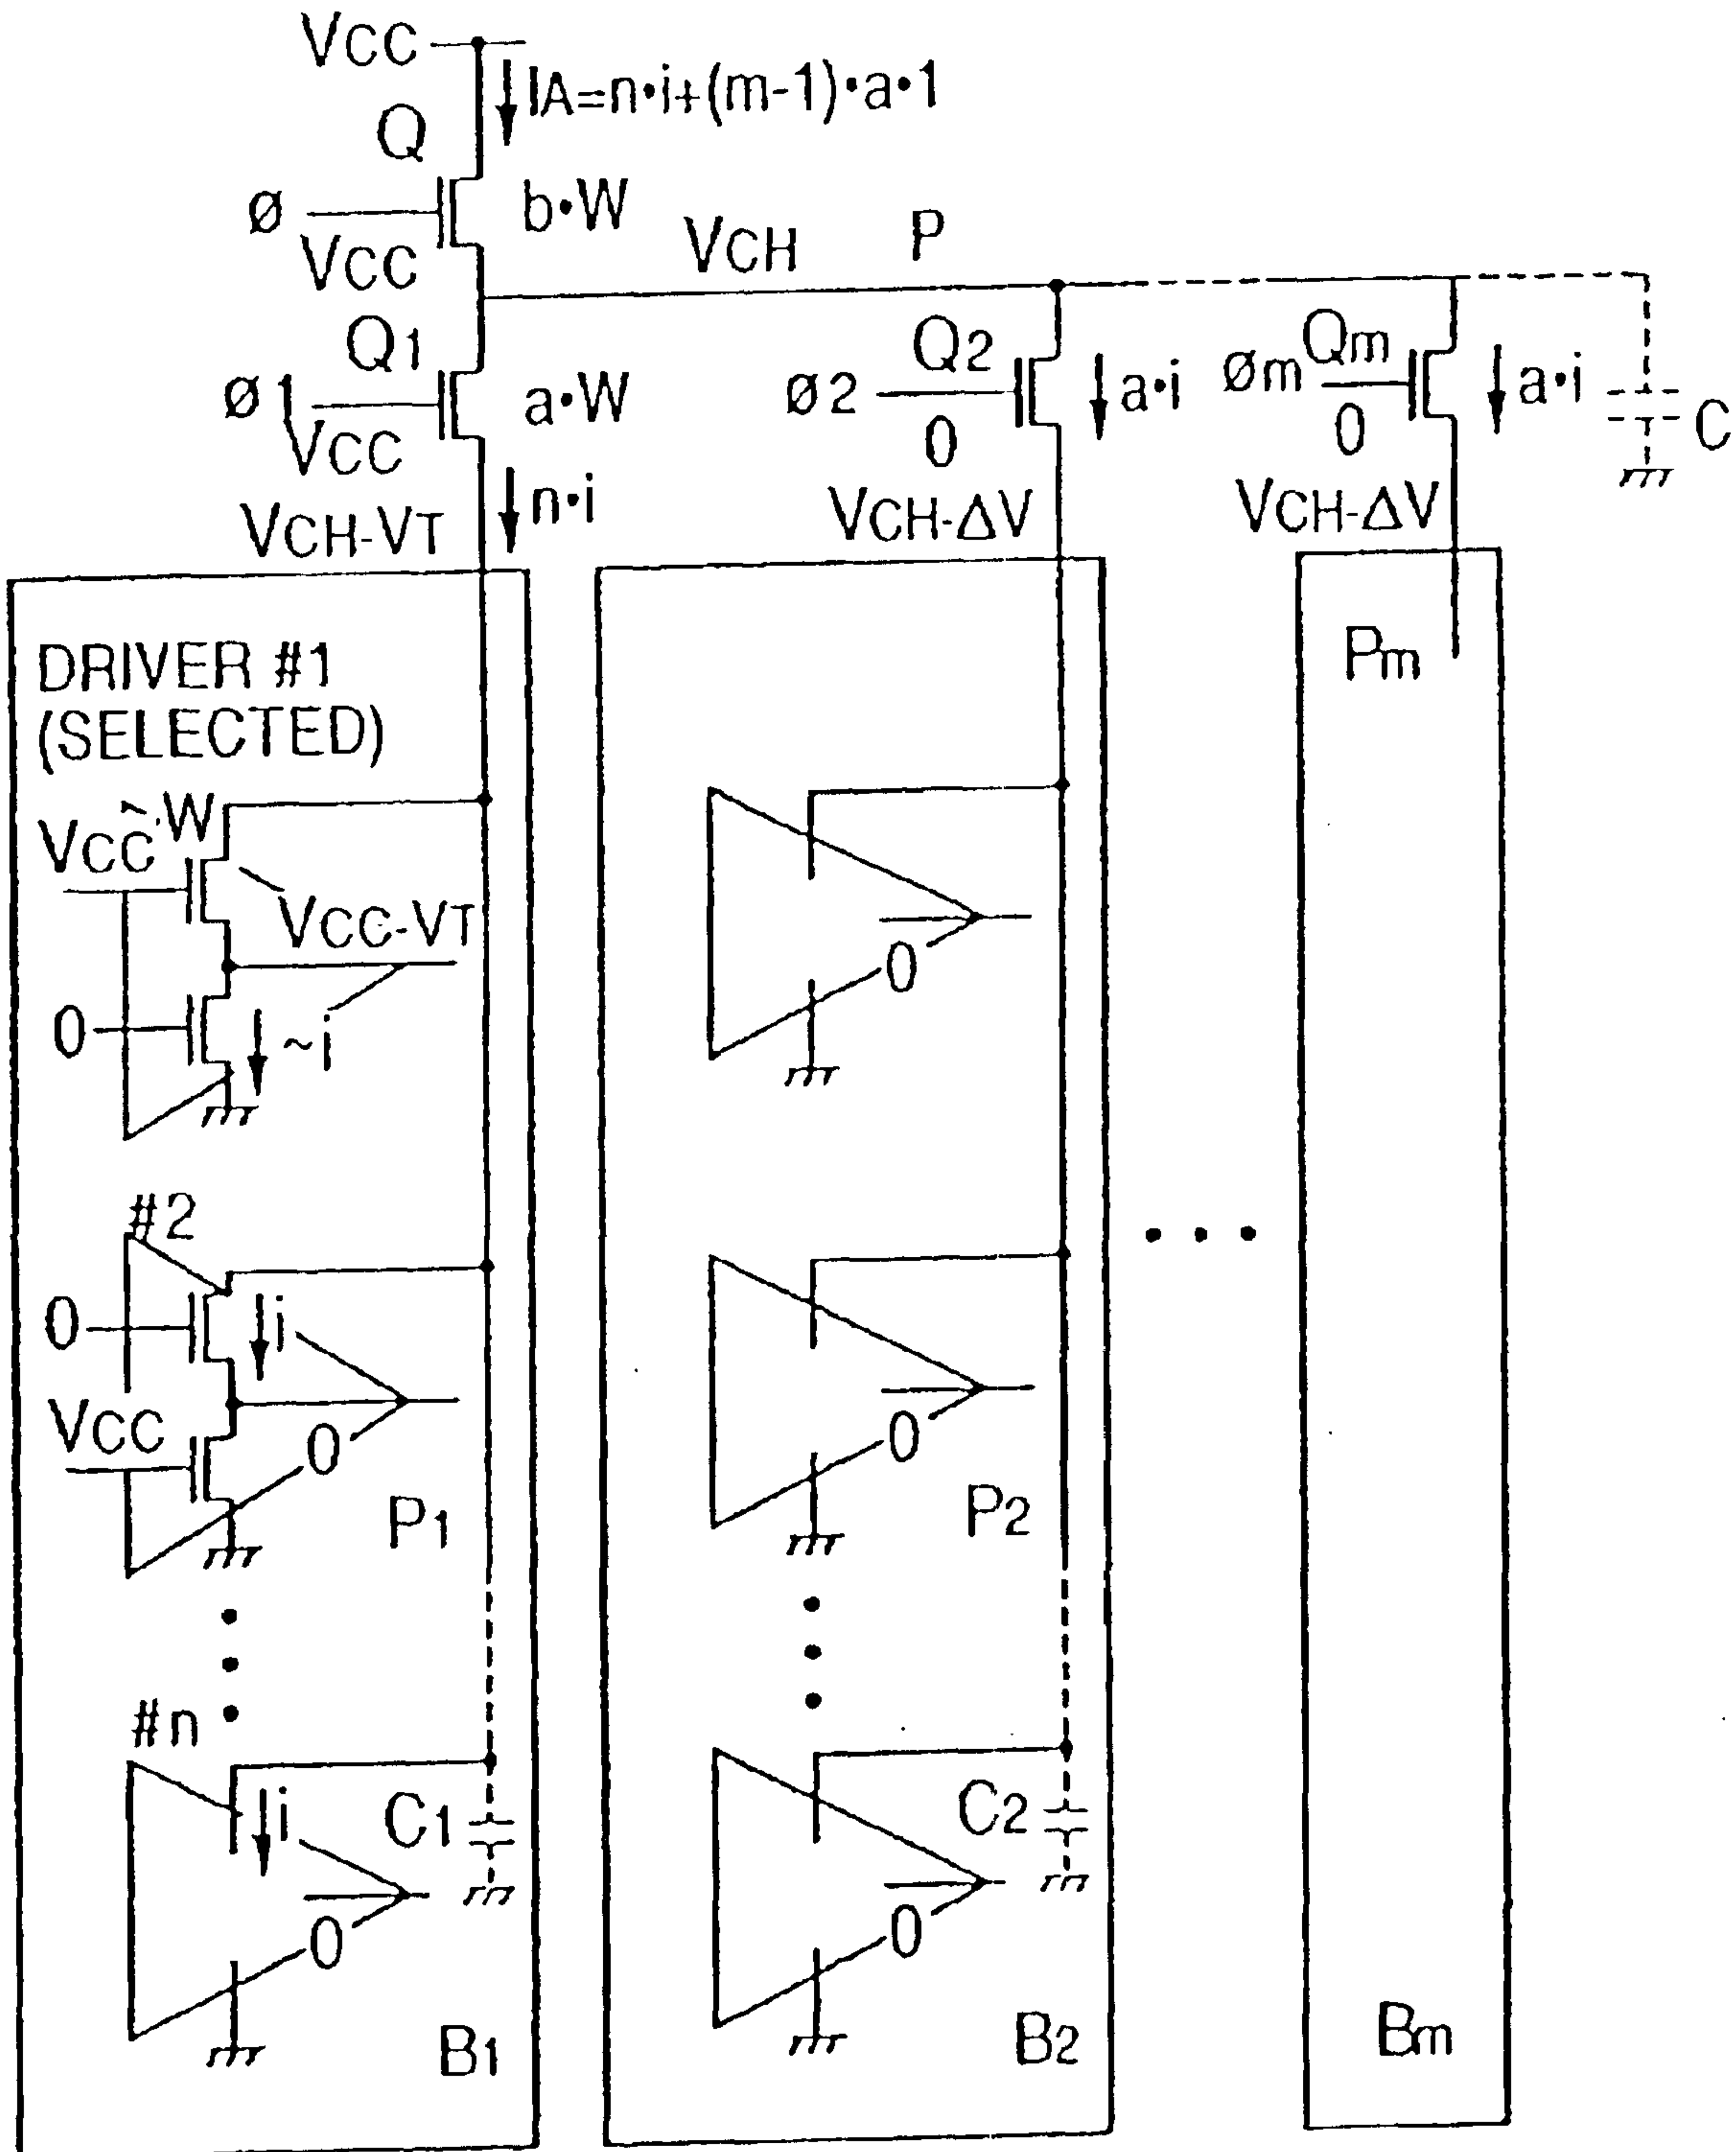 VCC
IA=n•i+(m-1)•a•1
Q
Ø
b•W
VCC
VCH
P
Q1
Ø1
a•W
VCC
n•i
VCH-VT
Q2
Ø2
a•i
0
VCH-ΔV
Qm
Øm
a•i
0
C
VCH-ΔV
DRIVER #1
(SELECTED)
VCC
~W
VCC-VT
0
~i
#2
0
i
VCC
0
P1
#n
i
0
C1
B1
0
0
P2
C2
0
B2
Pm
Bm